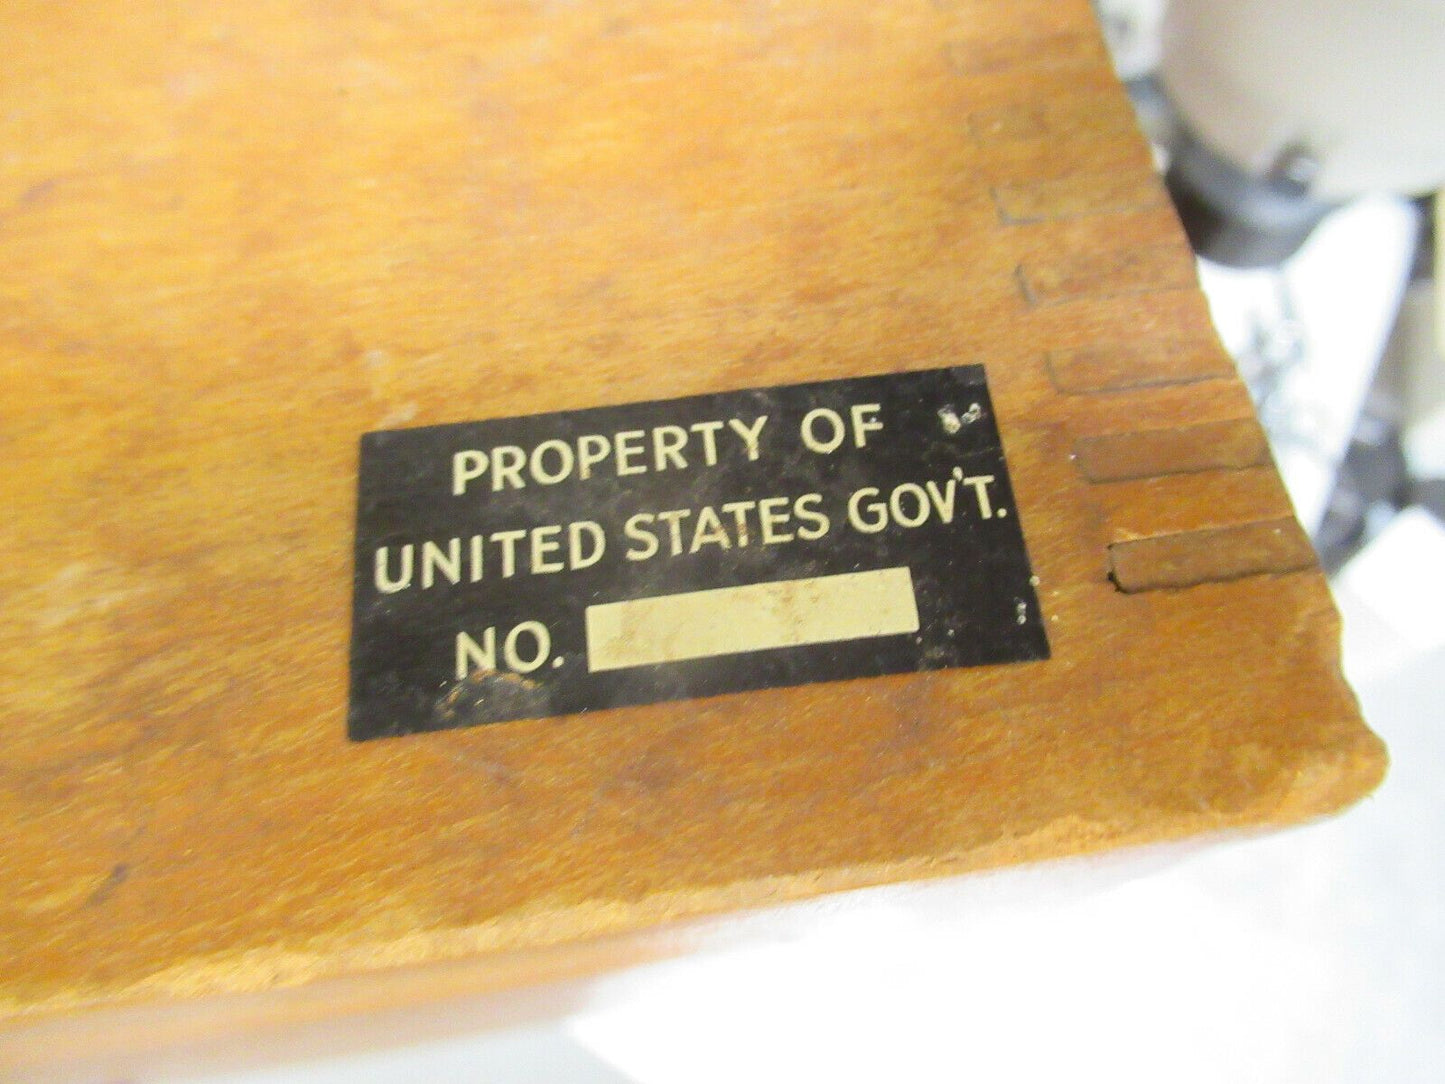 PROPERTY OF
UNITED STATES GOV'T.
NO.